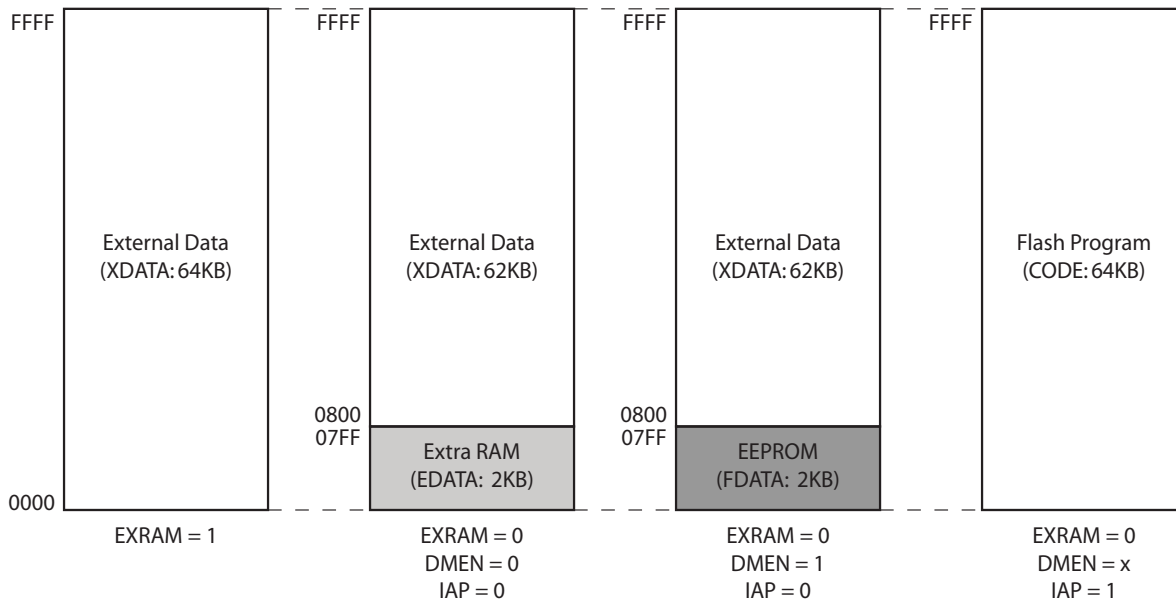 FFFF
External Data
(XDATA: 64KB)
0000
EXRAM = 1
FFFF
External Data
(XDATA: 62KB)
0800
07FF
Extra RAM
(EDATA: 2KB)
EXRAM = 0
DMEN = 0
IAP = 0
FFFF
External Data
(XDATA: 62KB)
0800
07FF
EEPROM
(FDATA: 2KB)
EXRAM = 0
DMEN = 1
IAP = 0
FFFF
Flash Program
(CODE: 64KB)
EXRAM = 0
DMEN = x
IAP = 1